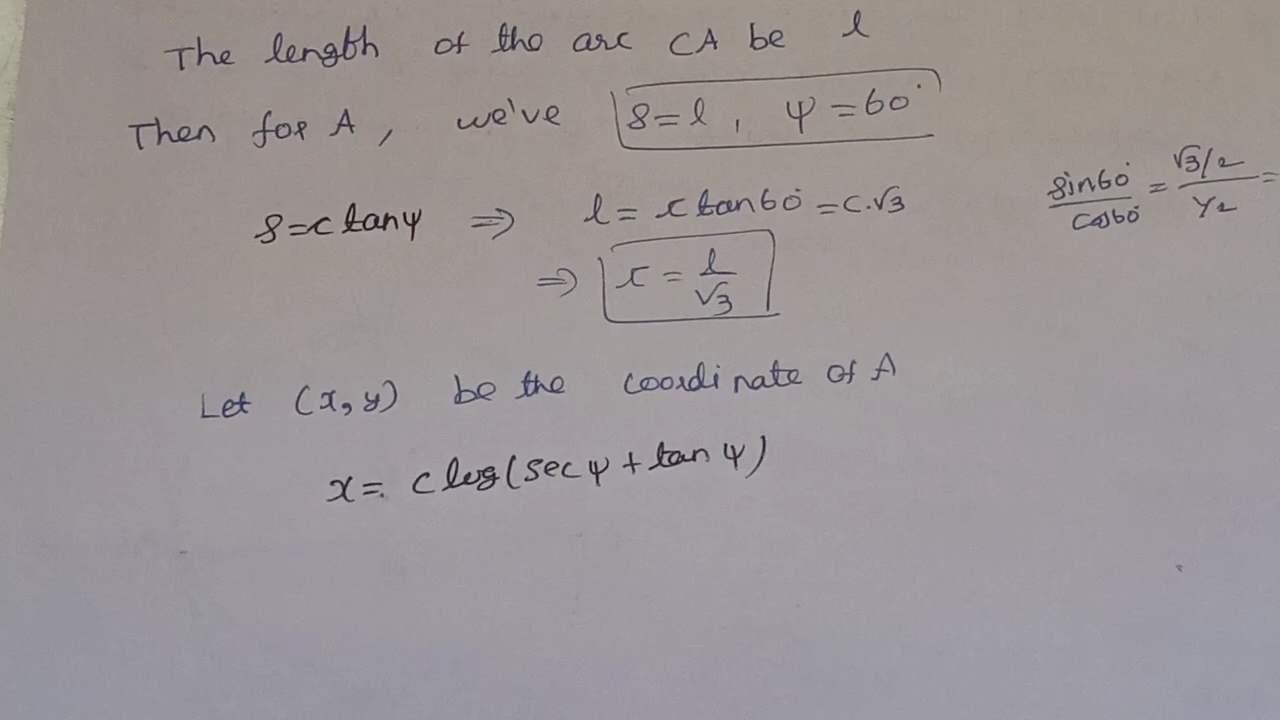 The length of the arc CA be l
Then for A, we've s=l, ψ=60°
s=c tanψ ⇒ l= c tan60° =c.√3
sin60°/cos60° = √3/2 / 1/2 =
⇒ c = l/√3
Let (x,y) be the coordinate of A
x= c log(secψ + tan ψ)